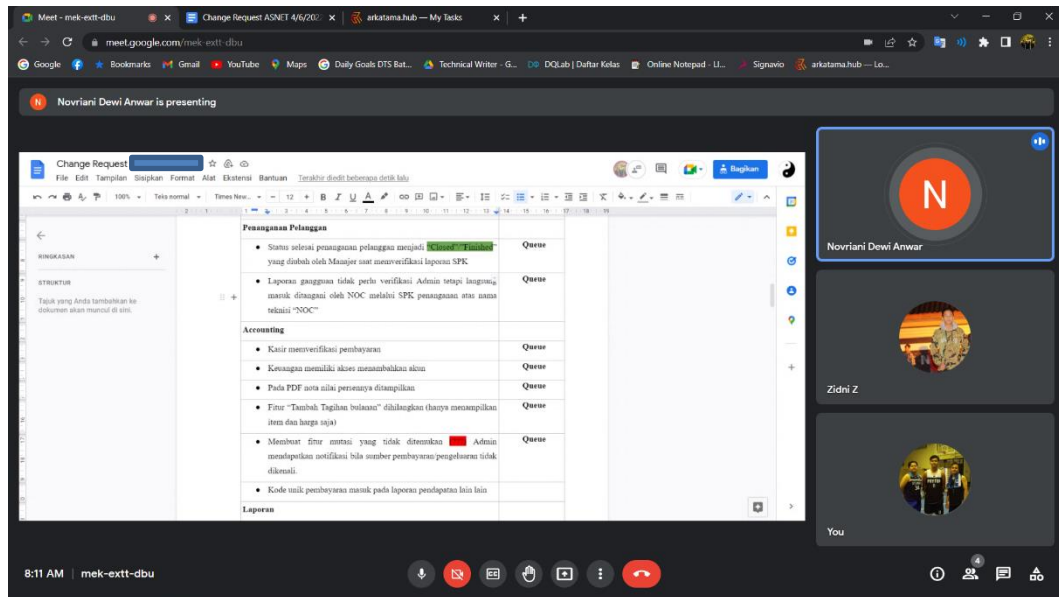 Meet - mek-extt-dbu
Change Request ASNET 4/6/202
arkatama.hub — My Tasks
meet.google.com/mek-extt-dbu
Google
Bookmarks
Gmail
YouTube
Maps
Daily Goals DTS Bat...
Technical Writer - G...
DQLab | Daftar Kelas
Online Notepad - U...
Signavio
arkatama.hub — Lo...
N
Novriani Dewi Anwar is presenting
Change Request
File Edit Tampilan Sisipkan Format Alat Ekstensi Bantuan Terakhir diedit beberapa detik lalu
Bagikan
100%
Teks normal
Times New...
12
B I U A
RINGKASAN
STRUKTUR
Tajuk yang Anda tambahkan ke
dokumen akan muncul di sini.
Penanganan Pelanggan
Status selesai penanganan pelanggan menjadi "Closed" "Finished" Queue
yang diubah oleh Manajer saat memverifikasi laporan SPK
Laporan gangguan tidak perlu verifikasi Admin tetapi langsung Queue
masuk ditangani oleh NOC melalui SPK penanganan atas nama
teknisi "NOC"
Accounting
Kasir memverifikasi pembayaran Queue
Keuangan memiliki akses menambahkan akun Queue
Pada PDF nota nilai persennya ditampilkan Queue
Fitur "Tambah Tagihan bulanan" dihilangkan (hanya menampilkan Queue
item dan harga saja)
Membuat fitur mutasi yang tidak ditemukan Admin Queue
mendapatkan notifikasi bila sumber pembayaran/pengeluaran tidak
dikenali.
Kode unik pembayaran masuk pada laporan pendapatan lain lain
Laporan
N
Novriani Dewi Anwar
Zidni Z
You
8:11 AM | mek-extt-dbu
4